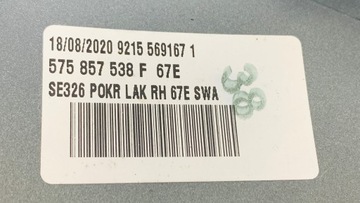 18/08/2020 9215 569167 1
575 857 538 F 67E
SE326 POKR LAK RH 67E SWA